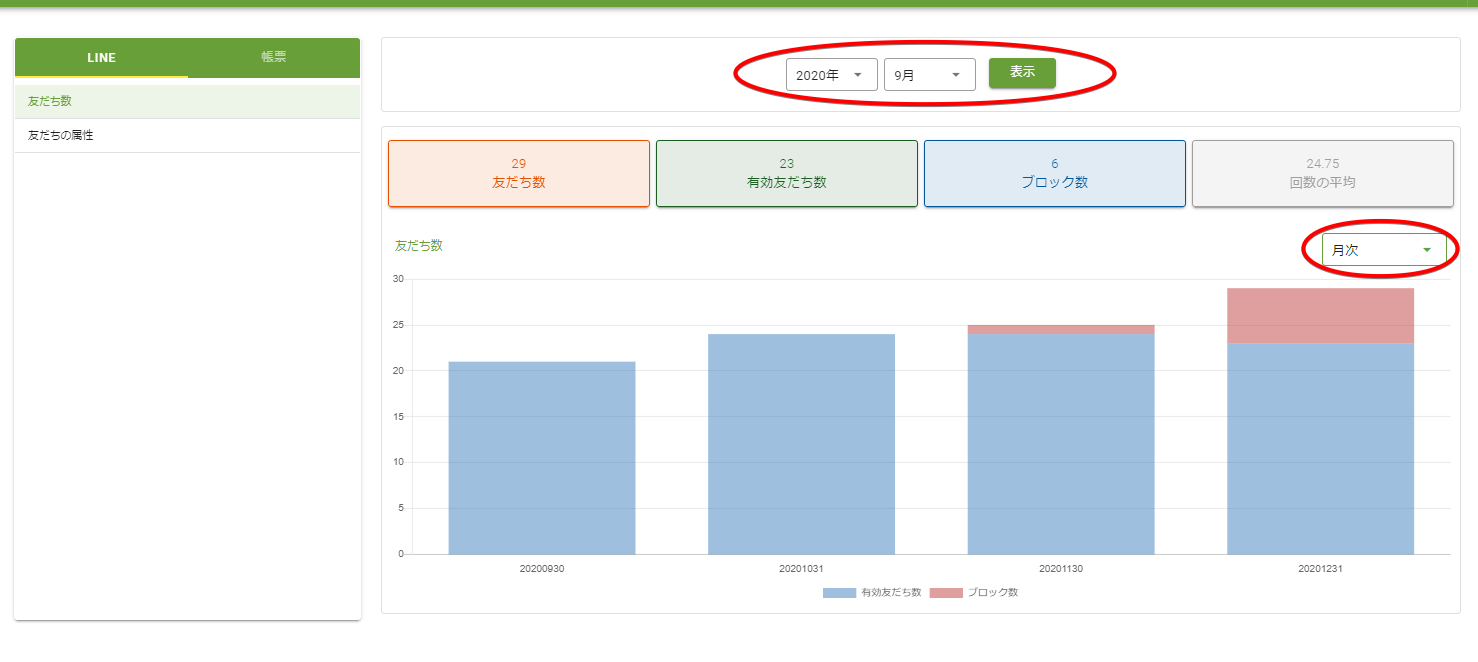 LINE
帳票
友だち数
友だちの属性
2020年
9月
表示
29
友だち数
23
有効友だち数
6
ブロック数
24.75
回数の平均
友だち数
月次
30
25
20
15
10
5
0
20200930
20201031
20201130
20201231
有効友だち数
ブロック数